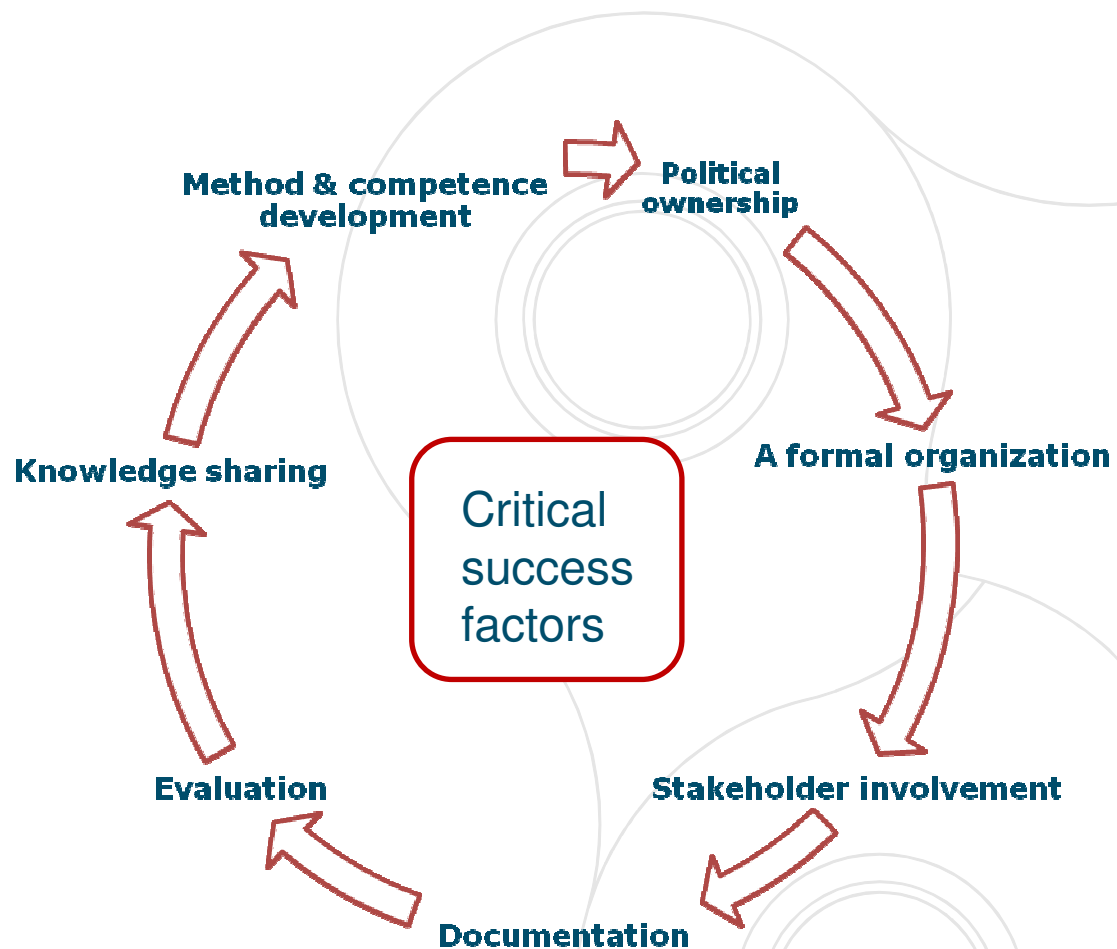 Method & competence
development
Political
ownership
A formal organization
Knowledge sharing
Critical
success
factors
Evaluation
Stakeholder involvement
Documentation